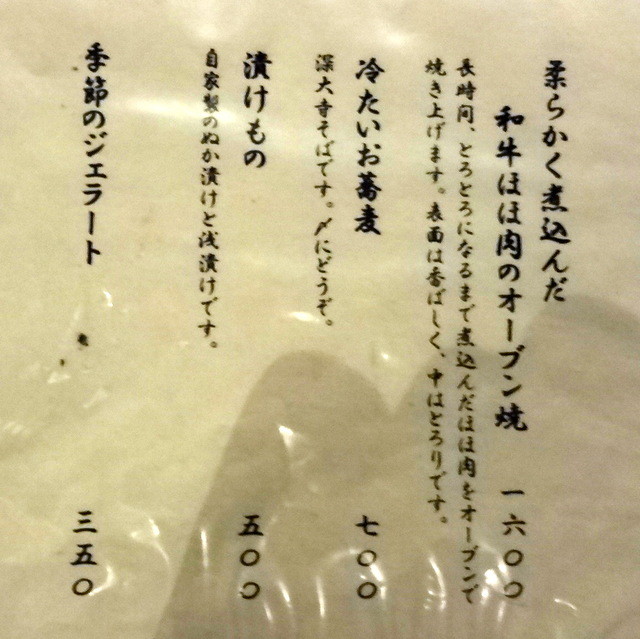 柔らかく煮込んだ
和牛ほほ肉のオーブン焼 一六〇〇
長時間、とろとろになるまで煮込んだほほ肉をオーブンで
焼き上げます。表面は香ばしく、中はとろりです。
冷たいお蕎麦 七〇〇
深大寺そばです。〆にどうぞ。
漬けもの 五〇〇
自家製のぬか漬けと浅漬けです。
季節のジェラート 三五〇